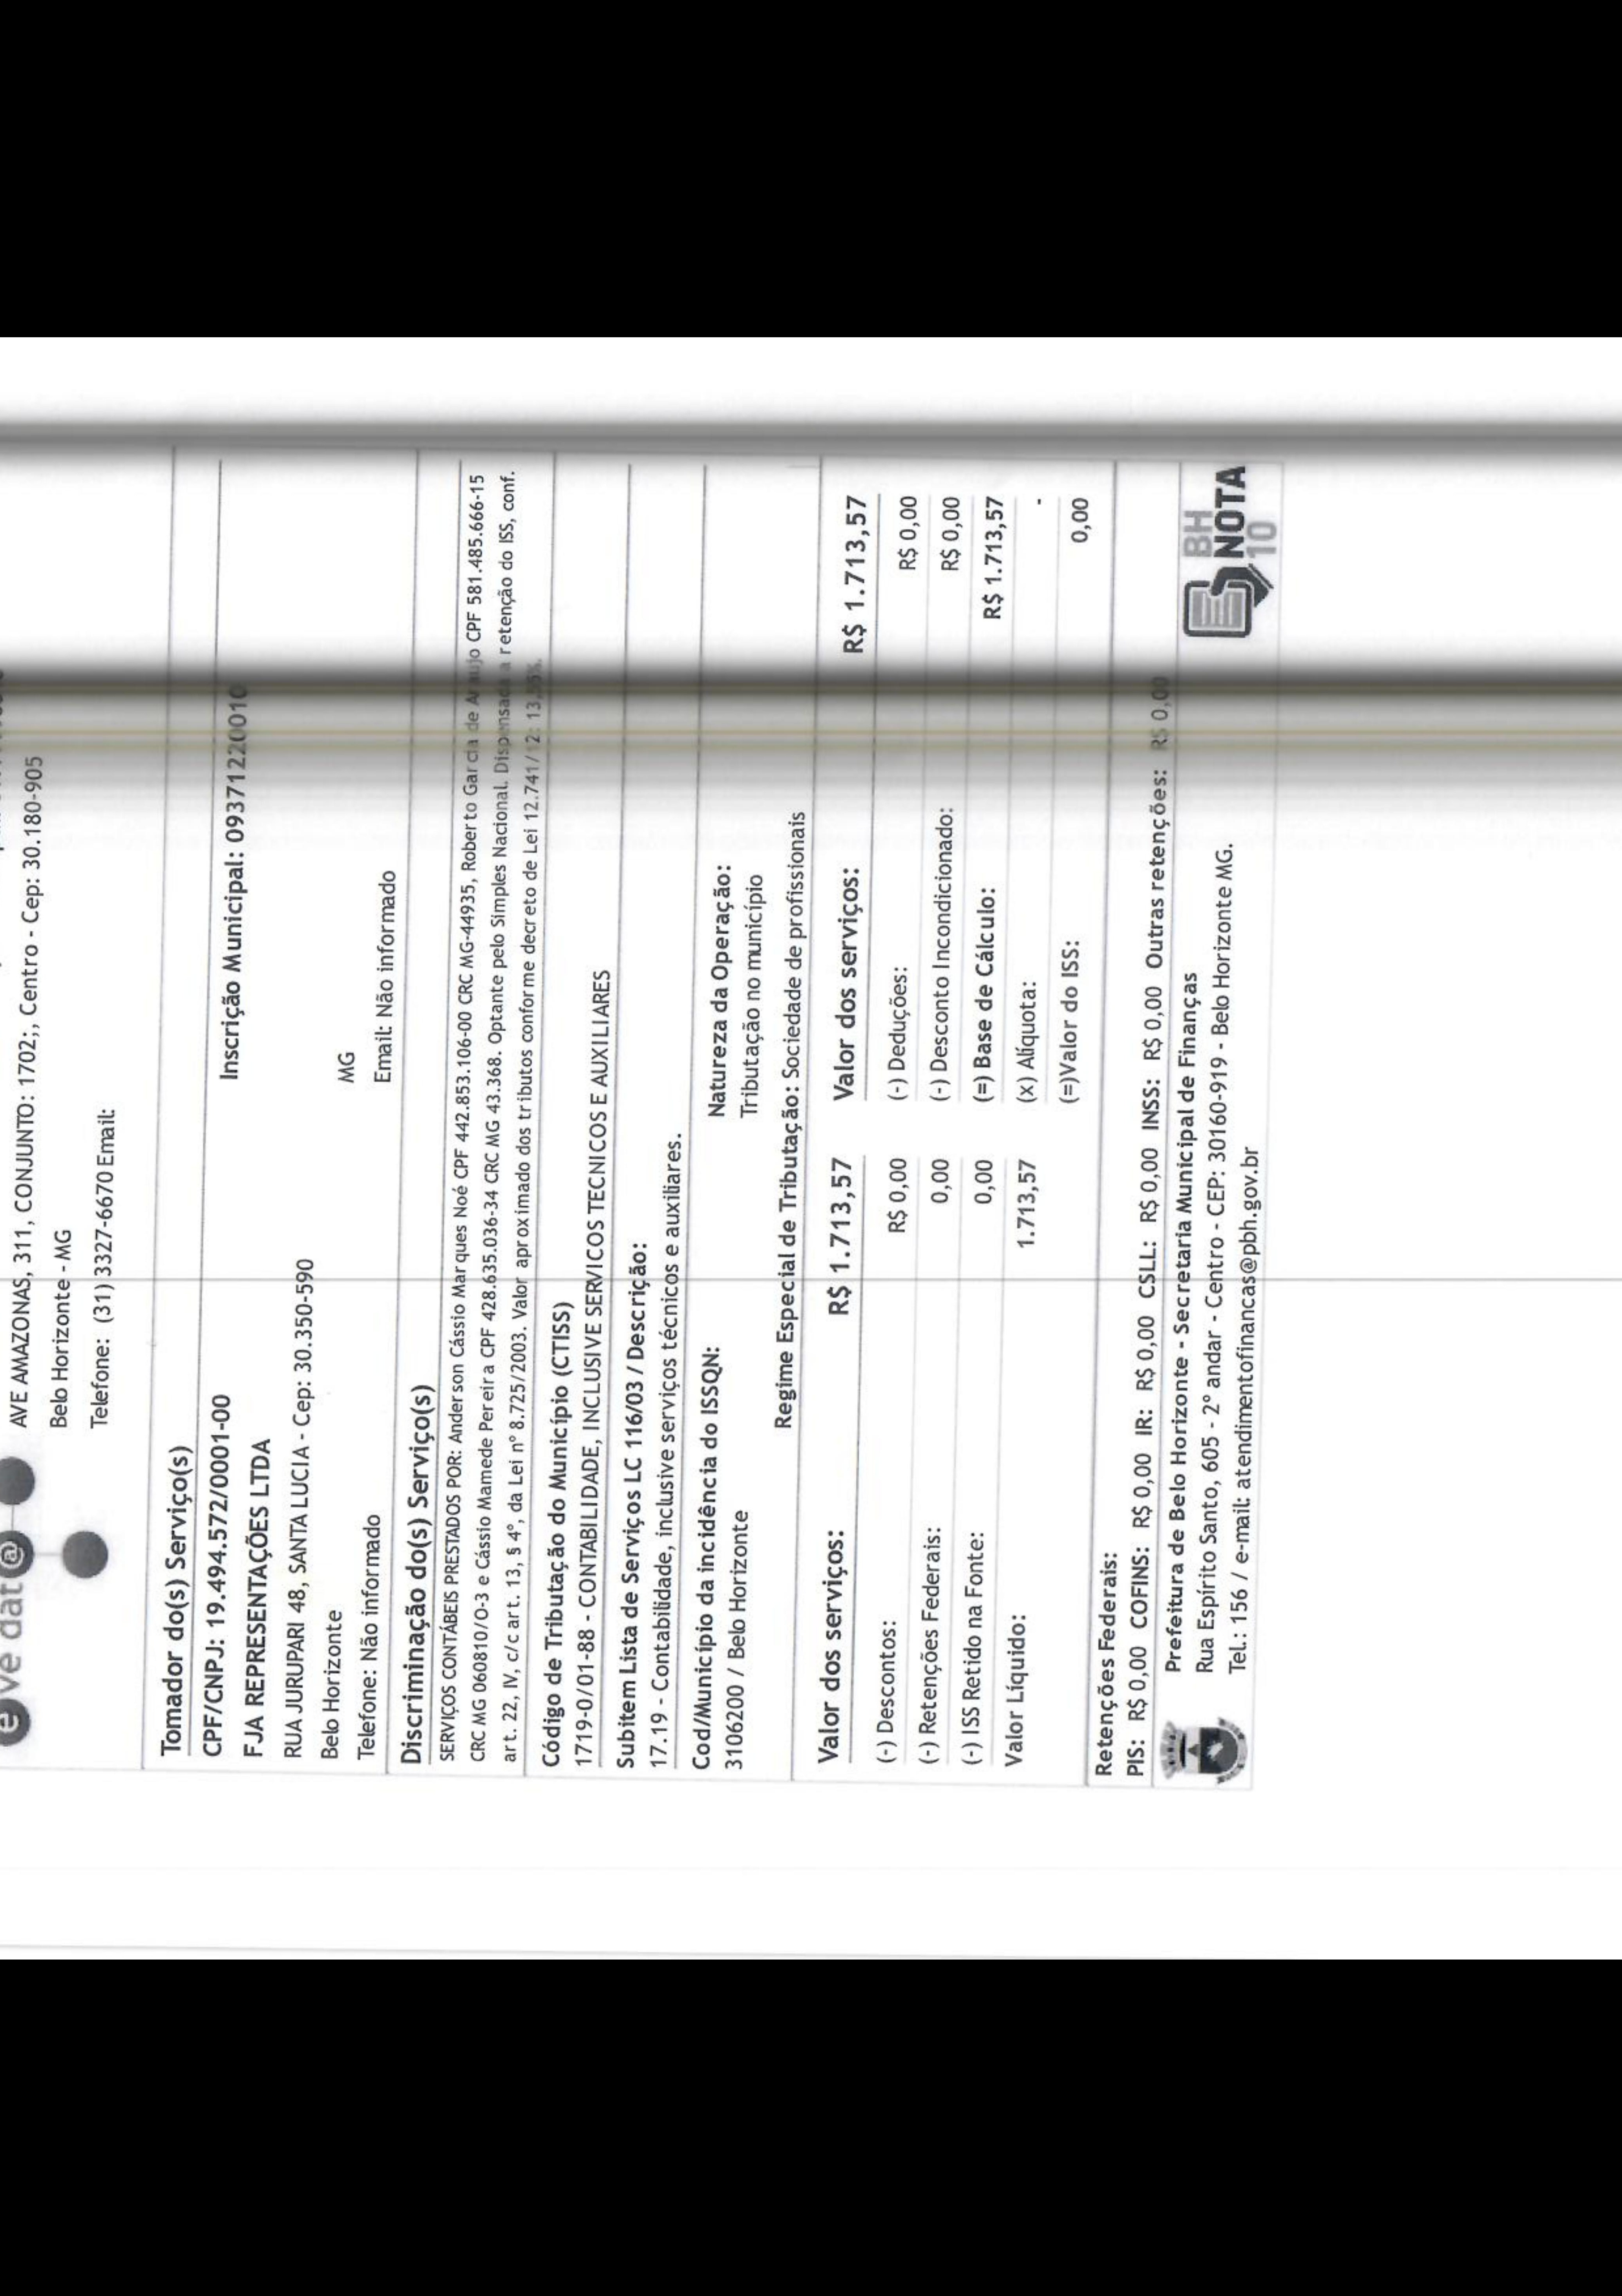 eve dat@
AVE AMAZONAS, 311, CONJUNTO: 1702;, Centro - Cep: 30.180-905
Belo Horizonte - MG
Telefone: (31) 3327-6670 Email:
Tomador do(s) Serviço(s)
CPF/CNPJ: 19.494.572/0001-00 Inscrição Municipal: 09371220010
FJA REPRESENTAÇÕES LTDA
RUA JURUPARI 48, SANTA LUCIA - Cep: 30.350-590
Belo Horizonte MG
Telefone: Não informado Email: Não informado
Discriminação do(s) Serviço(s)
SERVIÇOS CONTÁBEIS PRESTADOS POR: Anderson Cássio Marques Noé CPF 442.853.106-00 CRC MG-44935, Roberto Garcia de Araujo CPF 581.485.666-15
CRC MG 060810/O-3 e Cássio Mamede Pereira CPF 428.635.036-34 CRC MG 43.368. Optante pelo Simples Nacional. Dispensada a retenção do ISS, conf.
art. 22, IV, c/c art. 13, § 4°, da Lei n° 8.725/2003. Valor aproximado dos tributos conforme decreto de Lei 12.741/12:
Código de Tributação do Município (CTISS)
1719-0/01-88 - CONTABILIDADE, INCLUSIVE SERVICOS TECNICOS E AUXILIARES
Subitem Lista de Serviços LC 116/03 / Descrição:
17.19 - Contabilidade, inclusive serviços técnicos e auxiliares.
Cod/Município da incidência do ISSQN: Natureza da Operação:
3106200 / Belo Horizonte Tributação no município
Regime Especial de Tributação: Sociedade de profissionais
Valor dos serviços: R$ 1.713,57 Valor dos serviços: R$ 1.713,57
(-) Descontos: R$ 0,00 (-) Deduções: R$ 0,00
(-) Retenções Federais: 0,00 (-) Desconto Incondicionado: R$ 0,00
(-) ISS Retido na Fonte: 0,00 (=) Base de Cálculo: R$ 1.713,57
Valor Líquido: 1.713,57 (x) Alíquota: -
(=)Valor do ISS: 0,00
Retenções Federais:
PIS: R$ 0,00 COFINS: R$ 0,00 IR: R$ 0,00 CSLL: R$ 0,00 INSS: R$ 0,00 Outras retenções: R$ 0,00
Prefeitura de Belo Horizonte - Secretaria Municipal de Finanças
Rua Espírito Santo, 605 - 2° andar - Centro - CEP: 30160-919 - Belo Horizonte MG.
Tel.: 156 / e-mail: atendimentofinancas@pbh.gov.br
BH
NOTA
10